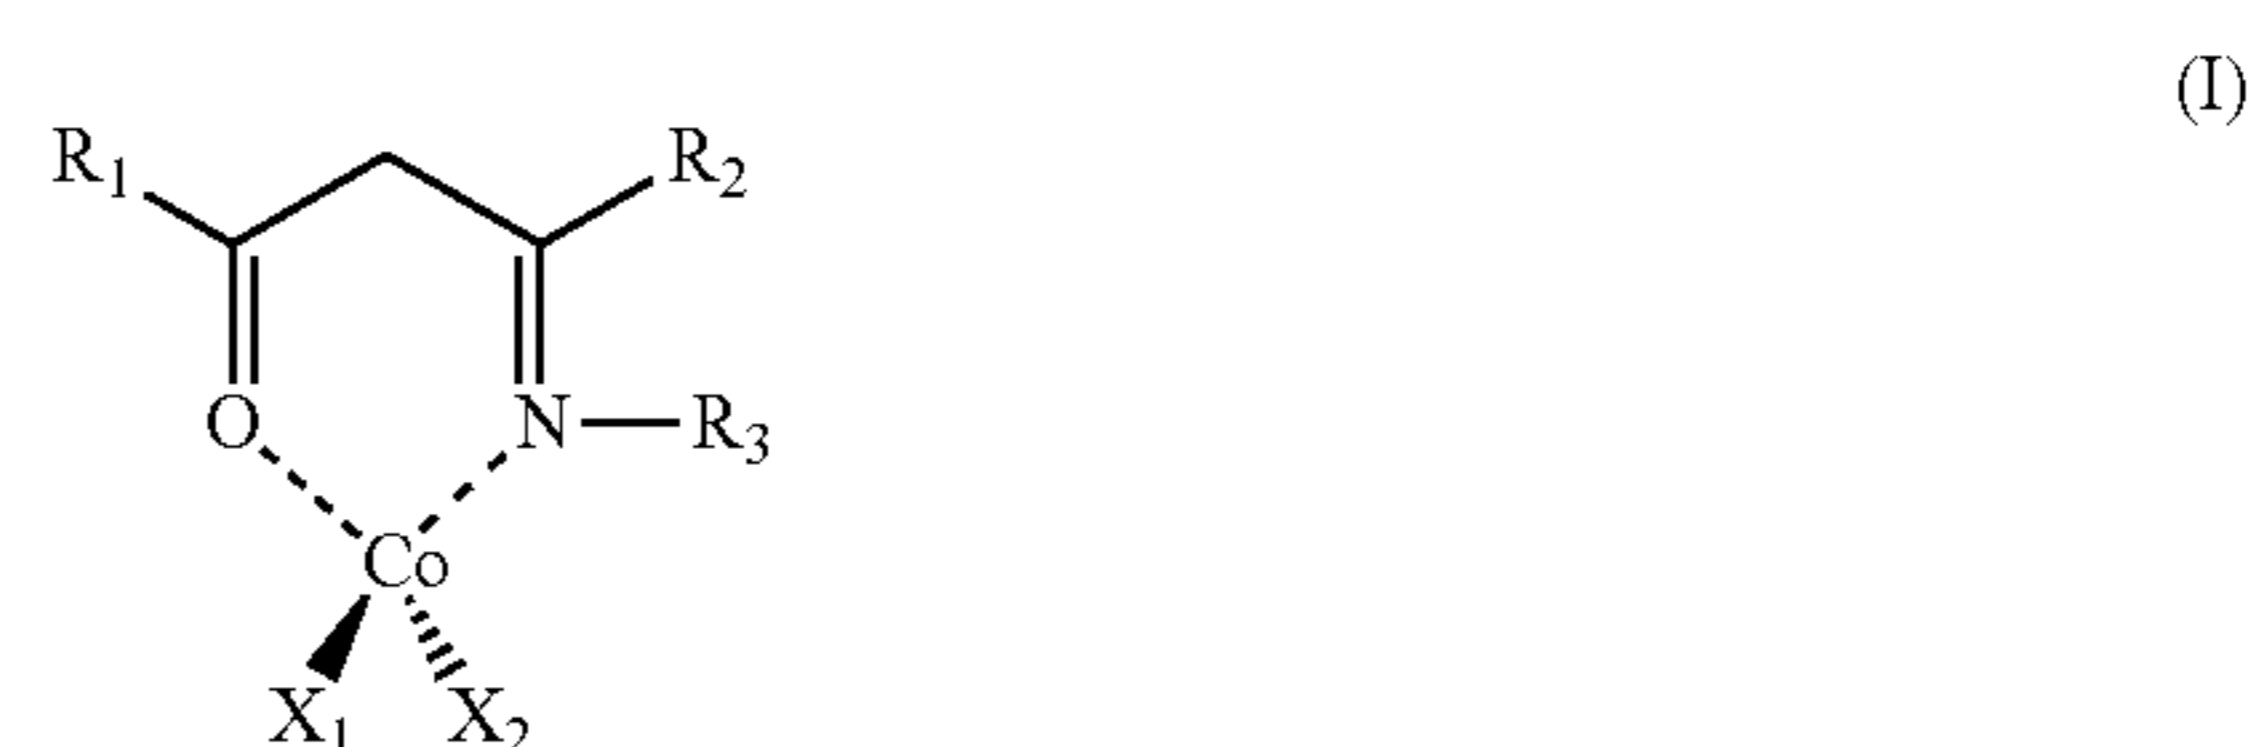 (I)
R₁ R₂
O N R₃
Co
X₁ X₂